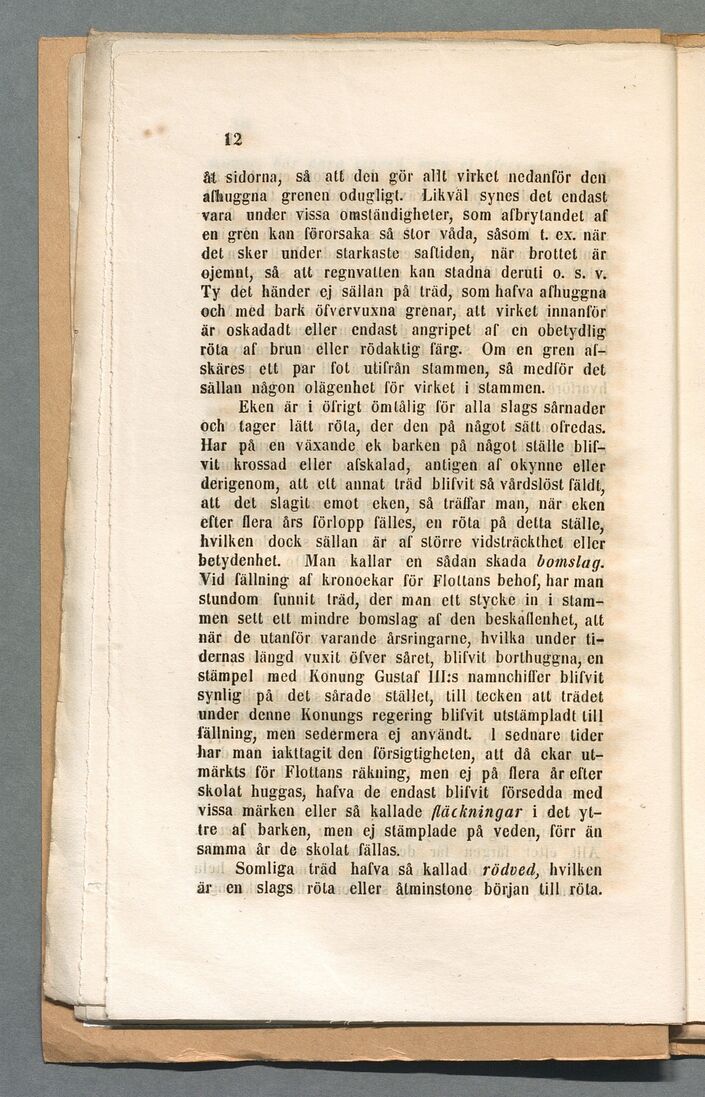 12
åt sidorna, så att den gör allt virket nedanför den
afhuggna grenen odugligt. Likväl synes det endast
vara under vissa omständigheter, som afbrytandet af
en gren kan förorsaka så stor våda, såsom t. ex. när
det sker under starkaste saftiden, när brottet är
ojemnt, så att regnvatten kan stadna deruti o. s. v.
Ty det händer ej sällan på träd, som hafva afhuggna
och med bark öfvervuxna grenar, att virket innanför
är oskadadt eller endast angripet af en obetydlig
röta af brun eller rödaktig färg. Om en gren af-
skäres ett par fot utifrån stammen, så medför det
sällan någon olägenhet för virket i stammen.
Eken är i öfrigt ömtålig för alla slags sårnader
och tager lätt röta, der den på något sätt ofredas.
Har på en växande ek barken på något ställe blif-
vit krossad eller afskalad, antigen af okynne eller
derigenom, att ett annat träd blifvit så vårdslöst fäldt,
att det slagit emot eken, så träffar man, när eken
efter flera års förlopp fälles, en röta på detta ställe,
hvilken dock sällan är af större vidsträckthet eller
betydenhet. Man kallar en sådan skada bomslag.
Vid fällning af kronoekar för Flottans behof, har man
stundom funnit träd, der man ett stycke in i stam-
men sett ett mindre bomslag af den beskaffenhet, att
när de utanför varande årsringarne, hvilka under ti-
dernas längd vuxit öfver såret, blifvit borthuggna, en
stämpel med Konung Gustaf III:s namnchiffer blifvit
synlig på det sårade stället, till tecken att trädet
under denne Konungs regering blifvit utstämpladt till
fällning, men sedermera ej användt. I sednare tider
har man iakttagit den försigtigheten, att då ekar ut-
märkts för Flottans räkning, men ej på flera år efter
skolat huggas, hafva de endast blifvit försedda med
vissa märken eller så kallade fläckningar i det yt-
tre af barken, men ej stämplade på veden, förr än
samma år de skolat fällas.
Somliga träd hafva så kallad rödved, hvilken
är en slags röta eller åtminstone början till röta.